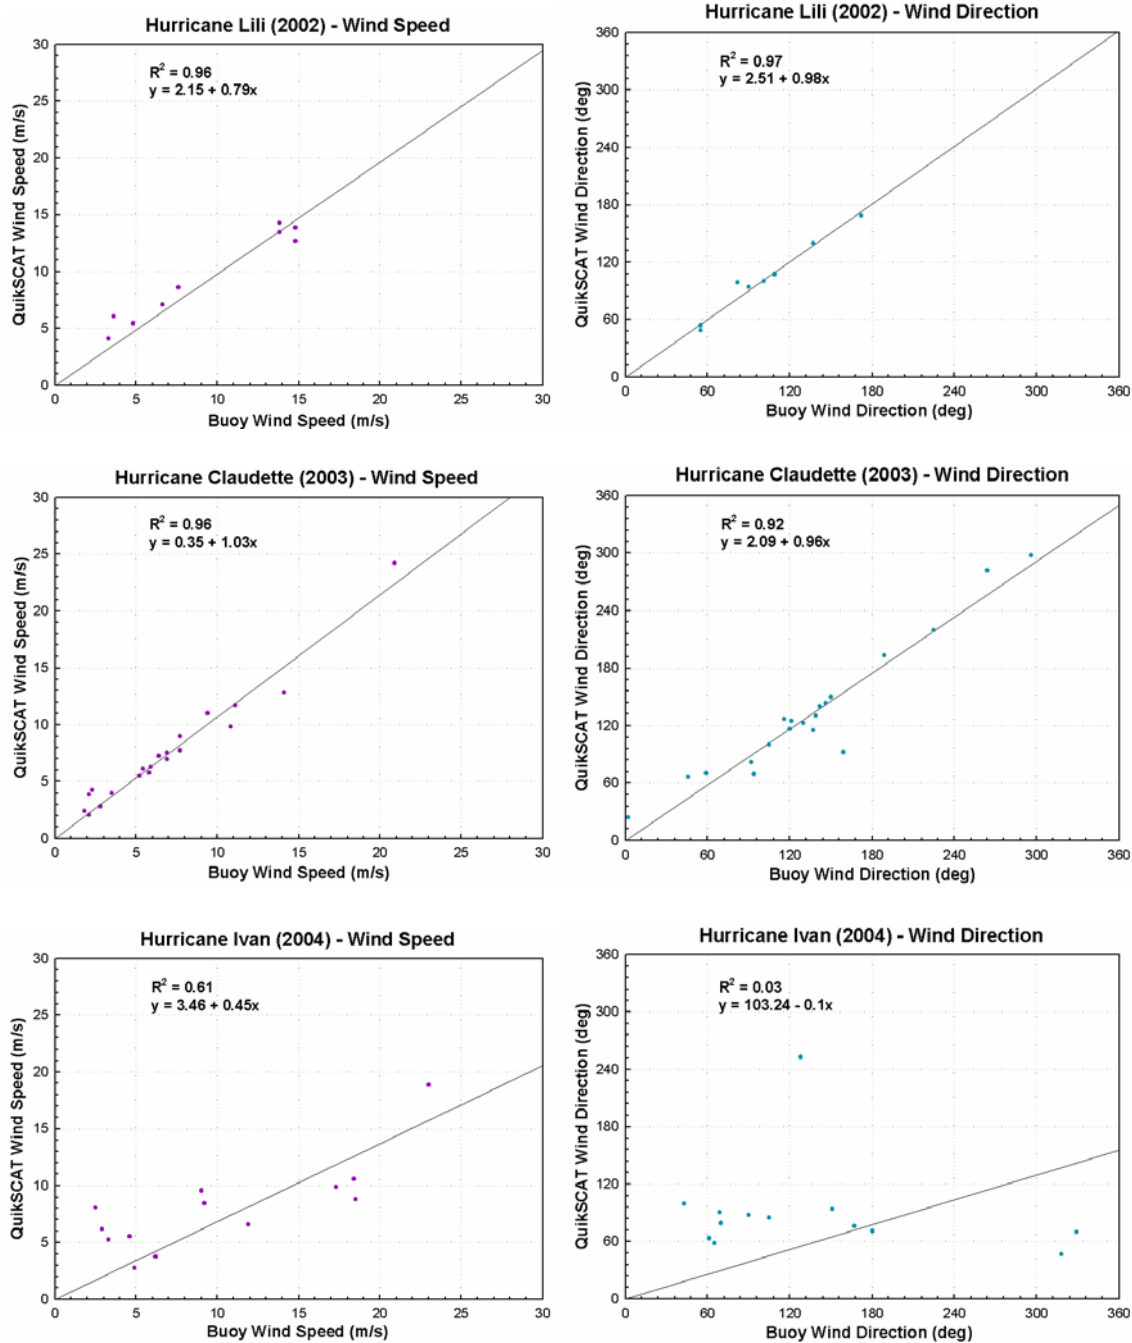 Hurricane Lili (2002) - Wind Speed
R² = 0.96
y = 2.15 + 0.79x
QuikSCAT Wind Speed (m/s)
30
25
20
15
10
5
0
0 5 10 15 20 25 30
Buoy Wind Speed (m/s)
Hurricane Lili (2002) - Wind Direction
R² = 0.97
y = 2.51 + 0.98x
QuikSCAT Wind Direction (deg)
360
300
240
180
120
60
0
0 60 120 180 240 300 360
Buoy Wind Direction (deg)
Hurricane Claudette (2003) - Wind Speed
R² = 0.96
y = 0.35 + 1.03x
QuikSCAT Wind Speed (m/s)
30
25
20
15
10
5
0
0 5 10 15 20 25 30
Buoy Wind Speed (m/s)
Hurricane Claudette (2003) - Wind Direction
R² = 0.92
y = 2.09 + 0.96x
QuikSCAT Wind Direction (deg)
360
300
240
180
120
60
0
0 60 120 180 240 300 360
Buoy Wind Direction (deg)
Hurricane Ivan (2004) - Wind Speed
R² = 0.61
y = 3.46 + 0.45x
QuikSCAT Wind Speed (m/s)
30
25
20
15
10
5
0
0 5 10 15 20 25 30
Buoy Wind Speed (m/s)
Hurricane Ivan (2004) - Wind Direction
R² = 0.03
y = 103.24 - 0.1x
QuikSCAT Wind Direction (deg)
360
300
240
180
120
60
0
0 60 120 180 240 300 360
Buoy Wind Direction (deg)